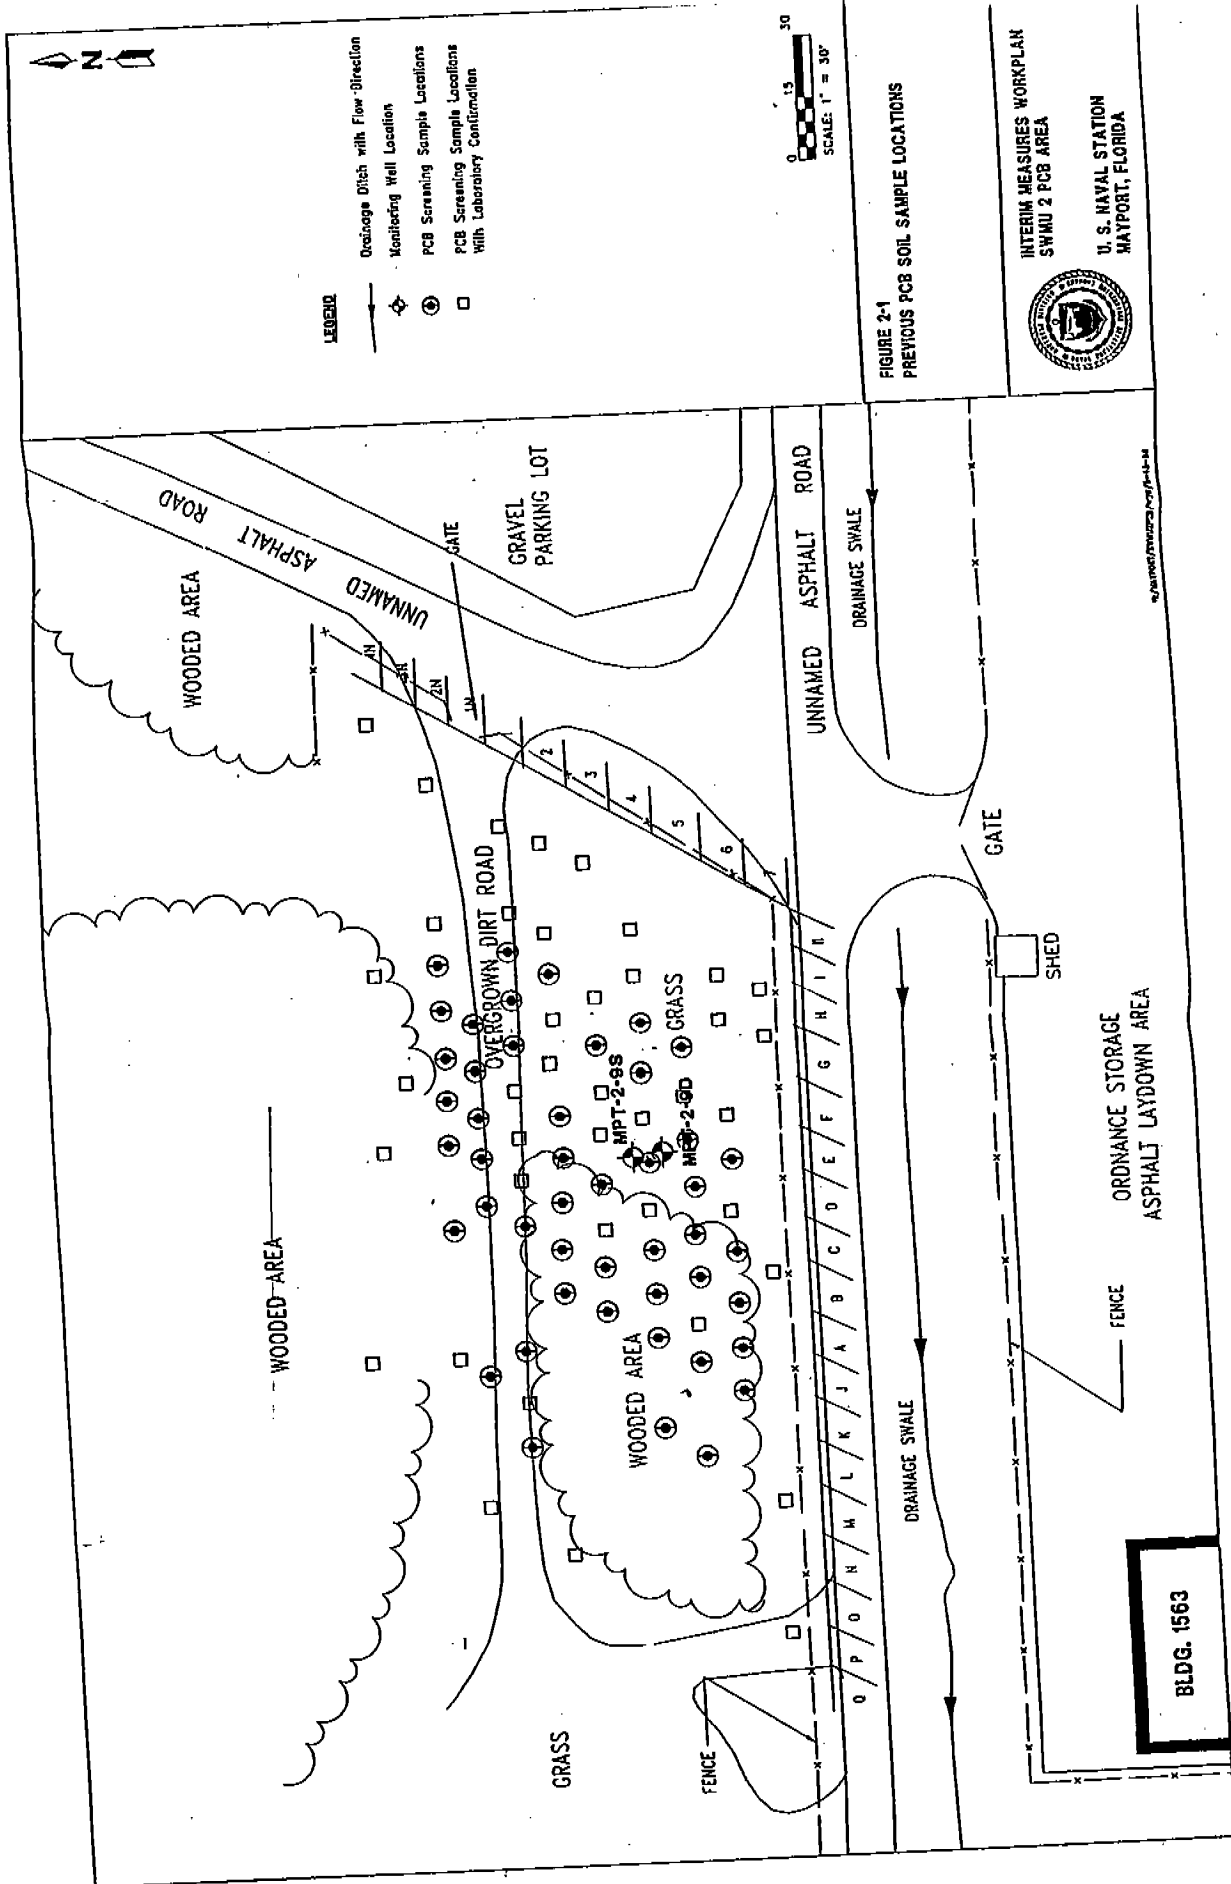 N
LEGEND
Drainage Ditch with Flow Direction
Monitoring Well Location
PCB Screening Sample Locations
PCB Screening Sample Locations
With Laboratory Confirmation
0 15 30
SCALE: 1" = 30'
FIGURE 2-1
PREVIOUS PCB SOIL SAMPLE LOCATIONS
INTERIM MEASURES WORKPLAN
SWMU 2 PCB AREA
U. S. NAVAL STATION
MAYPORT, FLORIDA
WOODED AREA
UNNAMED ASPHALT ROAD
GATE
GRAVEL
PARKING LOT
4N
3N
2N
1N
2
3
4
5
6
WOODED AREA
OVERGROWN DIRT ROAD
GRASS
MPT-2-9S
MPT-2-9D
WOODED AREA
GRASS
FENCE
UNNAMED ASPHALT ROAD
Q P O N M L K J A B C D E F G H I
DRAINAGE SWALE
DRAINAGE SWALE
GATE
SHED
ORDNANCE STORAGE
ASPHALT LAYDOWN AREA
FENCE
BLDG. 1563